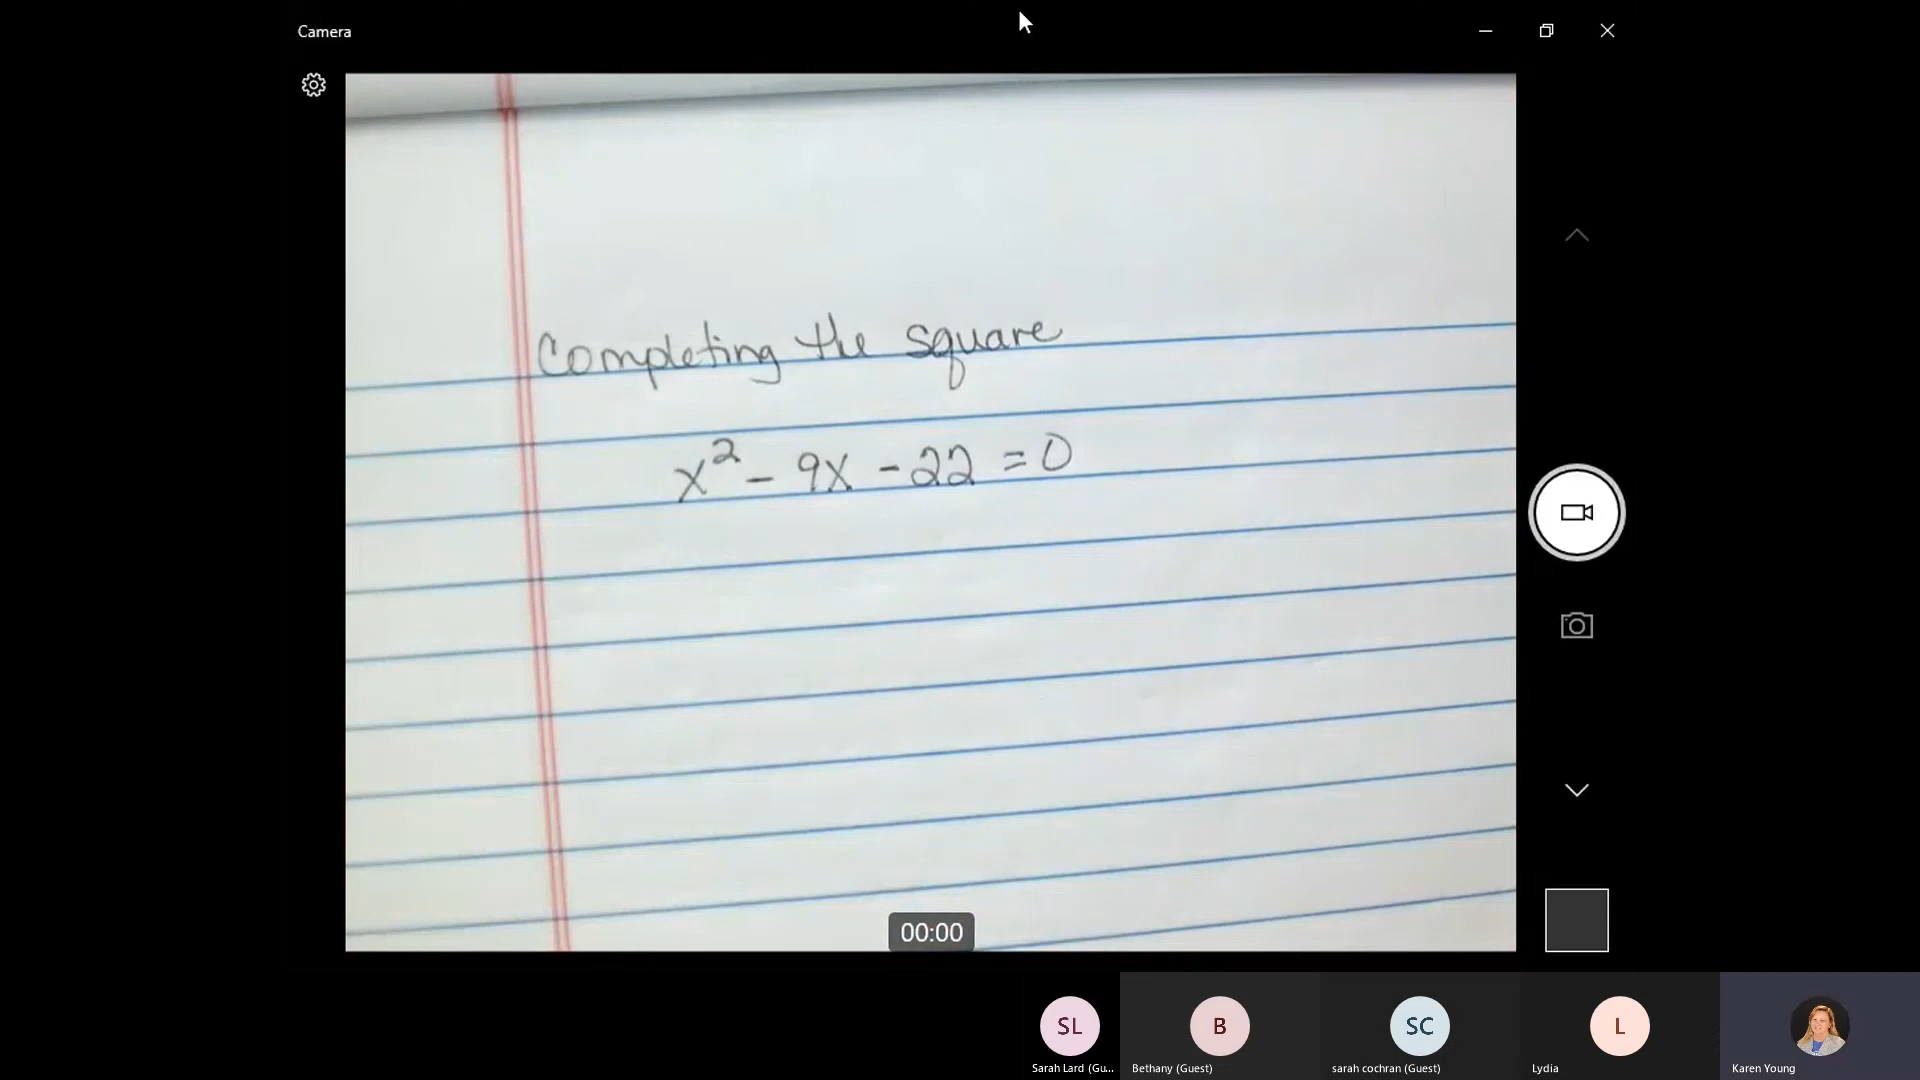 Camera
Completing the square
x² - 9x - 22 = 0
00:00
SL
B
SC
L
Sarah Lard (Gu...
Bethany (Guest)
sarah cochran (Guest)
Lydia
Karen Young